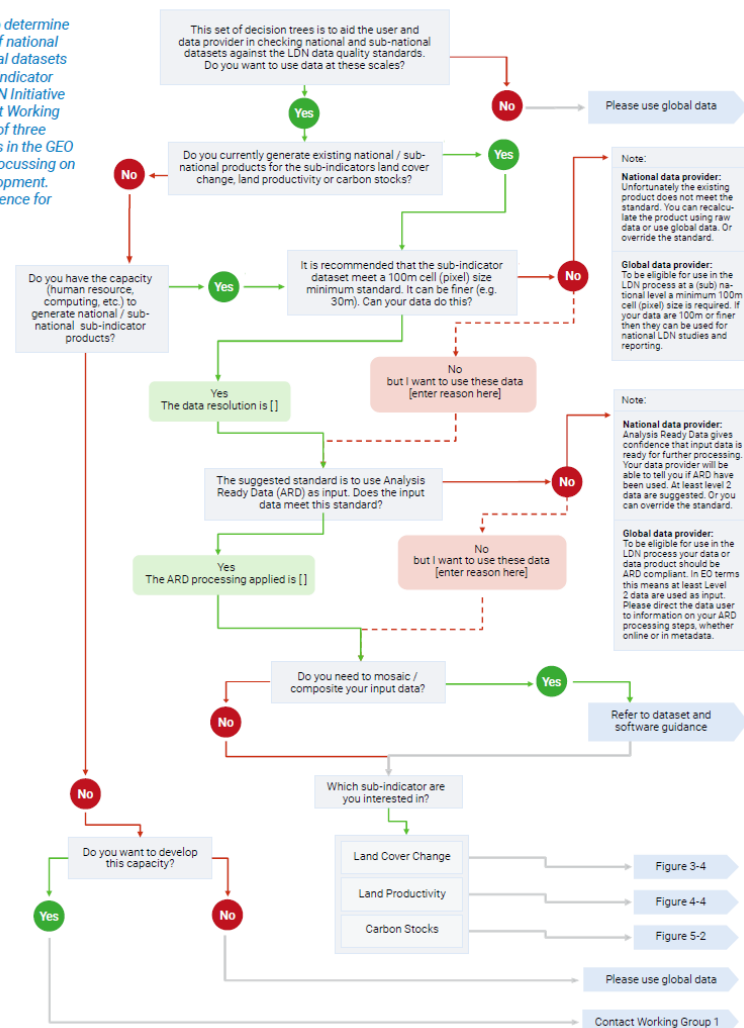 o determine
of national
al datasets
ndicator
N Initiative
t Working
of three
s in the GEO
ocussing on
opment.
ence for
This set of decision trees is to aid the user and
data provider in checking national and sub-national
datasets against the LDN data quality standards.
Do you want to use data at these scales?
No
Please use global data
Yes
Do you currently generate existing national / sub-
national products for the sub-indicators land cover
change, land productivity or carbon stocks?
Yes
No
Note:
National data provider:
Unfortunately the existing
product does not meet the
standard. You can recalcu-
late the product using raw
data or use global data. Or
override the standard.
Global data provider:
To be eligible for use in the
LDN process at a (sub) na-
tional level a minimum 100m
cell (pixel) size is required. If
your data are 100m or finer
then they can be used for
national LDN studies and
reporting.
Do you have the capacity
(human resource,
computing, etc.) to
generate national / sub-
national sub-indicator
products?
Yes
It is recommended that the sub-indicator
dataset meet a 100m cell (pixel) size
minimum standard. It can be finer (e.g.
30m). Can your data do this?
No
Yes
The data resolution is [ ]
No
but I want to use these data
[enter reason here]
Note:
National data provider:
Analysis Ready Data gives
confidence that input data is
ready for further processing.
Your data provider will be
able to tell you if ARD have
been used. At least level 2
data are suggested. Or you
can override the standard.
Global data provider:
To be eligible for use in the
LDN process your data or
data product should be
ARD compliant. In EO terms
this means at least Level
2 data are used as input.
Please direct the data user
to information on your ARD
processing steps, whether
online or in metadata.
The suggested standard is to use Analysis
Ready Data (ARD) as input. Does the input
data meet this standard?
No
Yes
The ARD processing applied is [ ]
No
but I want to use these data
[enter reason here]
Do you need to mosaic /
composite your input data?
Yes
No
Refer to dataset and
software guidance
Which sub-indicator are
you interested in?
No
Do you want to develop
this capacity?
Land Cover Change
Figure 3-4
Land Productivity
Figure 4-4
Carbon Stocks
Figure 5-2
Yes
No
Please use global data
Contact Working Group 1